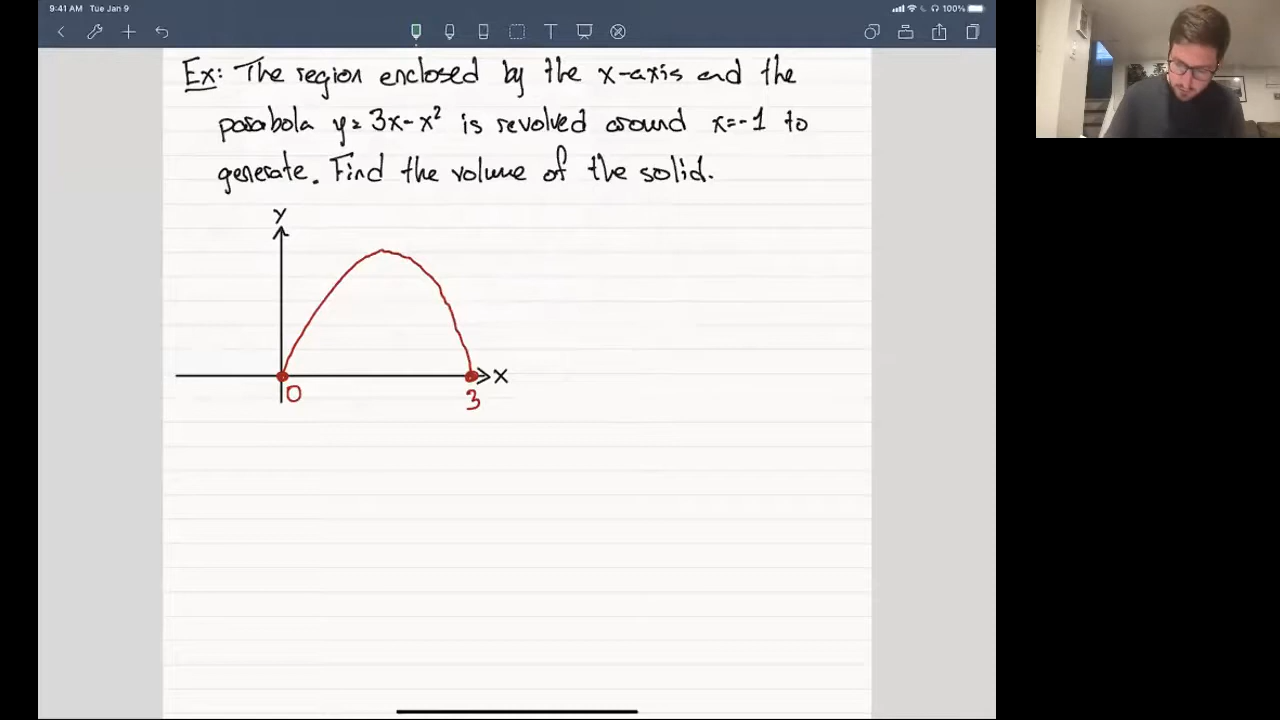 9:41 AM Tue Jan 9
100%
Ex: The region enclosed by the x-axis and the
parabola y = 3x - x² is revolved around x=-1 to
generate. Find the volume of the solid.
y
x
0
3